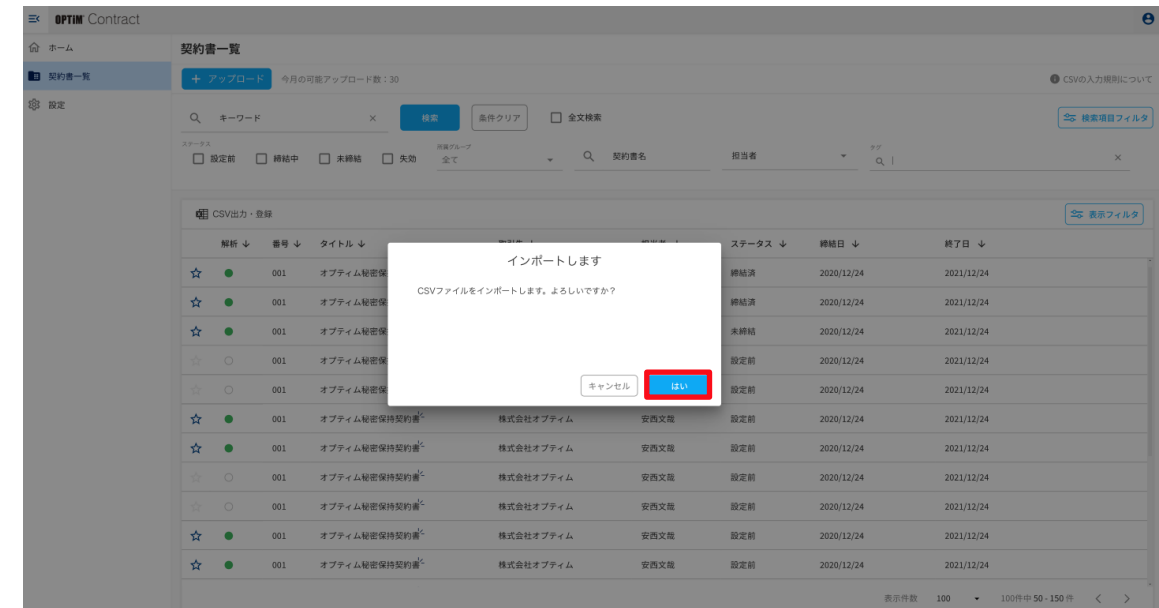 OPTiM Contract
ホーム
契約書一覧
設定
契約書一覧
+ アップロード 今月の可能アップロード数：30
CSVの入力規則について
キーワード × 検索 条件クリア 全文検索 検索項目フィルタ
ステータス 所属グループ タグ
設定前 締結中 未締結 失効 全て 契約書名 担当者 ×
CSV出力・登録 表示フィルタ
解析 ↓ 番号 ↓ タイトル ↓ ステータス ↓ 締結日 ↓ 終了日 ↓
インポートします
CSVファイルをインポートします。よろしいですか？
キャンセル はい
001 オプティム秘密保 締結済 2020/12/24 2021/12/24
001 オプティム秘密保 締結済 2020/12/24 2021/12/24
001 オプティム秘密保 未締結 2020/12/24 2021/12/24
001 オプティム秘密保 設定前 2020/12/24 2021/12/24
001 オプティム秘密保 設定前 2020/12/24 2021/12/24
001 オプティム秘密保持契約書 株式会社オプティム 安西文哉 設定前 2020/12/24 2021/12/24
001 オプティム秘密保持契約書 株式会社オプティム 安西文哉 設定前 2020/12/24 2021/12/24
001 オプティム秘密保持契約書 株式会社オプティム 安西文哉 設定前 2020/12/24 2021/12/24
001 オプティム秘密保持契約書 株式会社オプティム 安西文哉 設定前 2020/12/24 2021/12/24
001 オプティム秘密保持契約書 株式会社オプティム 安西文哉 設定前 2020/12/24 2021/12/24
001 オプティム秘密保持契約書 株式会社オプティム 安西文哉 設定前 2020/12/24 2021/12/24
表示件数 100 100件中 50 - 150 件